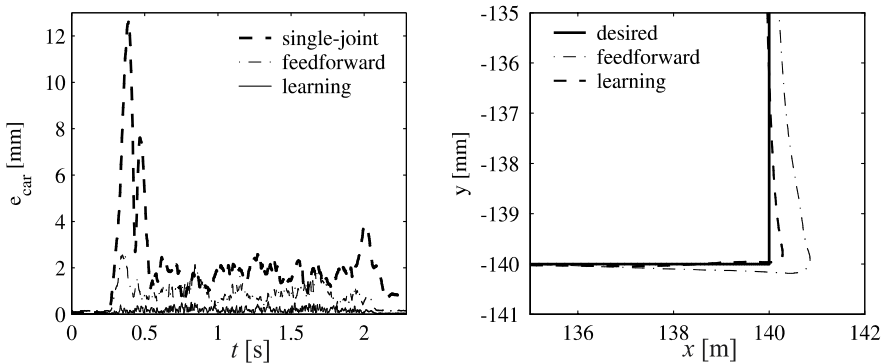 12
10
8
6
4
2
0
e_car [mm]
single-joint
feedforward
learning
0
0.5
1
1.5
2
t [s]
-135
-136
-137
-138
-139
-140
-141
y [mm]
desired
feedforward
learning
136
138
140
142
x [m]